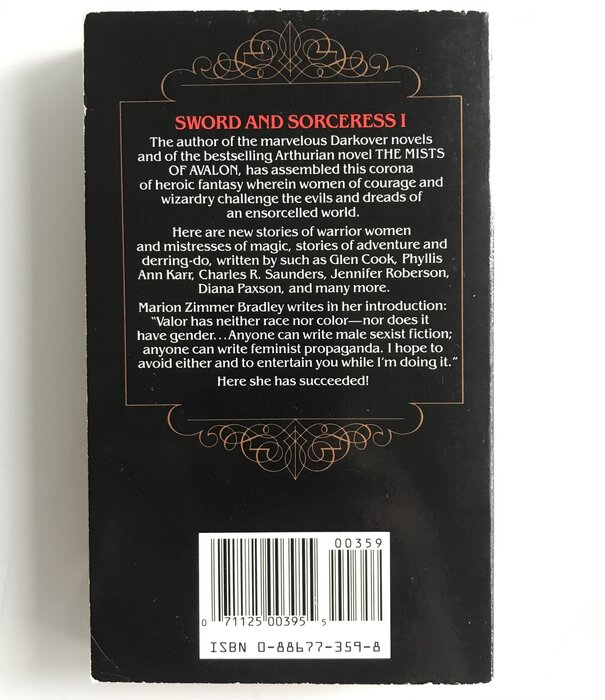 SWORD AND SORCERESS I
The author of the marvelous Darkover novels
and of the bestselling Arthurian novel THE MISTS
OF AVALON, has assembled this corona
of heroic fantasy wherein women of courage and
wizardry challenge the evils and dreads of
an ensorcelled world.
Here are new stories of warrior women
and mistresses of magic, stories of adventure and
derring-do, written by such as Glen Cook, Phyllis
Ann Karr, Charles R. Saunders, Jennifer Roberson,
Diana Paxson, and many more.
Marion Zimmer Bradley writes in her introduction:
“Valor has neither race nor color—nor does it
have gender...Anyone can write male sexist fiction;
anyone can write feminist propaganda. I hope to
avoid either and to entertain you while I’m doing it.”
Here she has succeeded!
00359
0 71125 00395 5
ISBN 0-88677-359-8